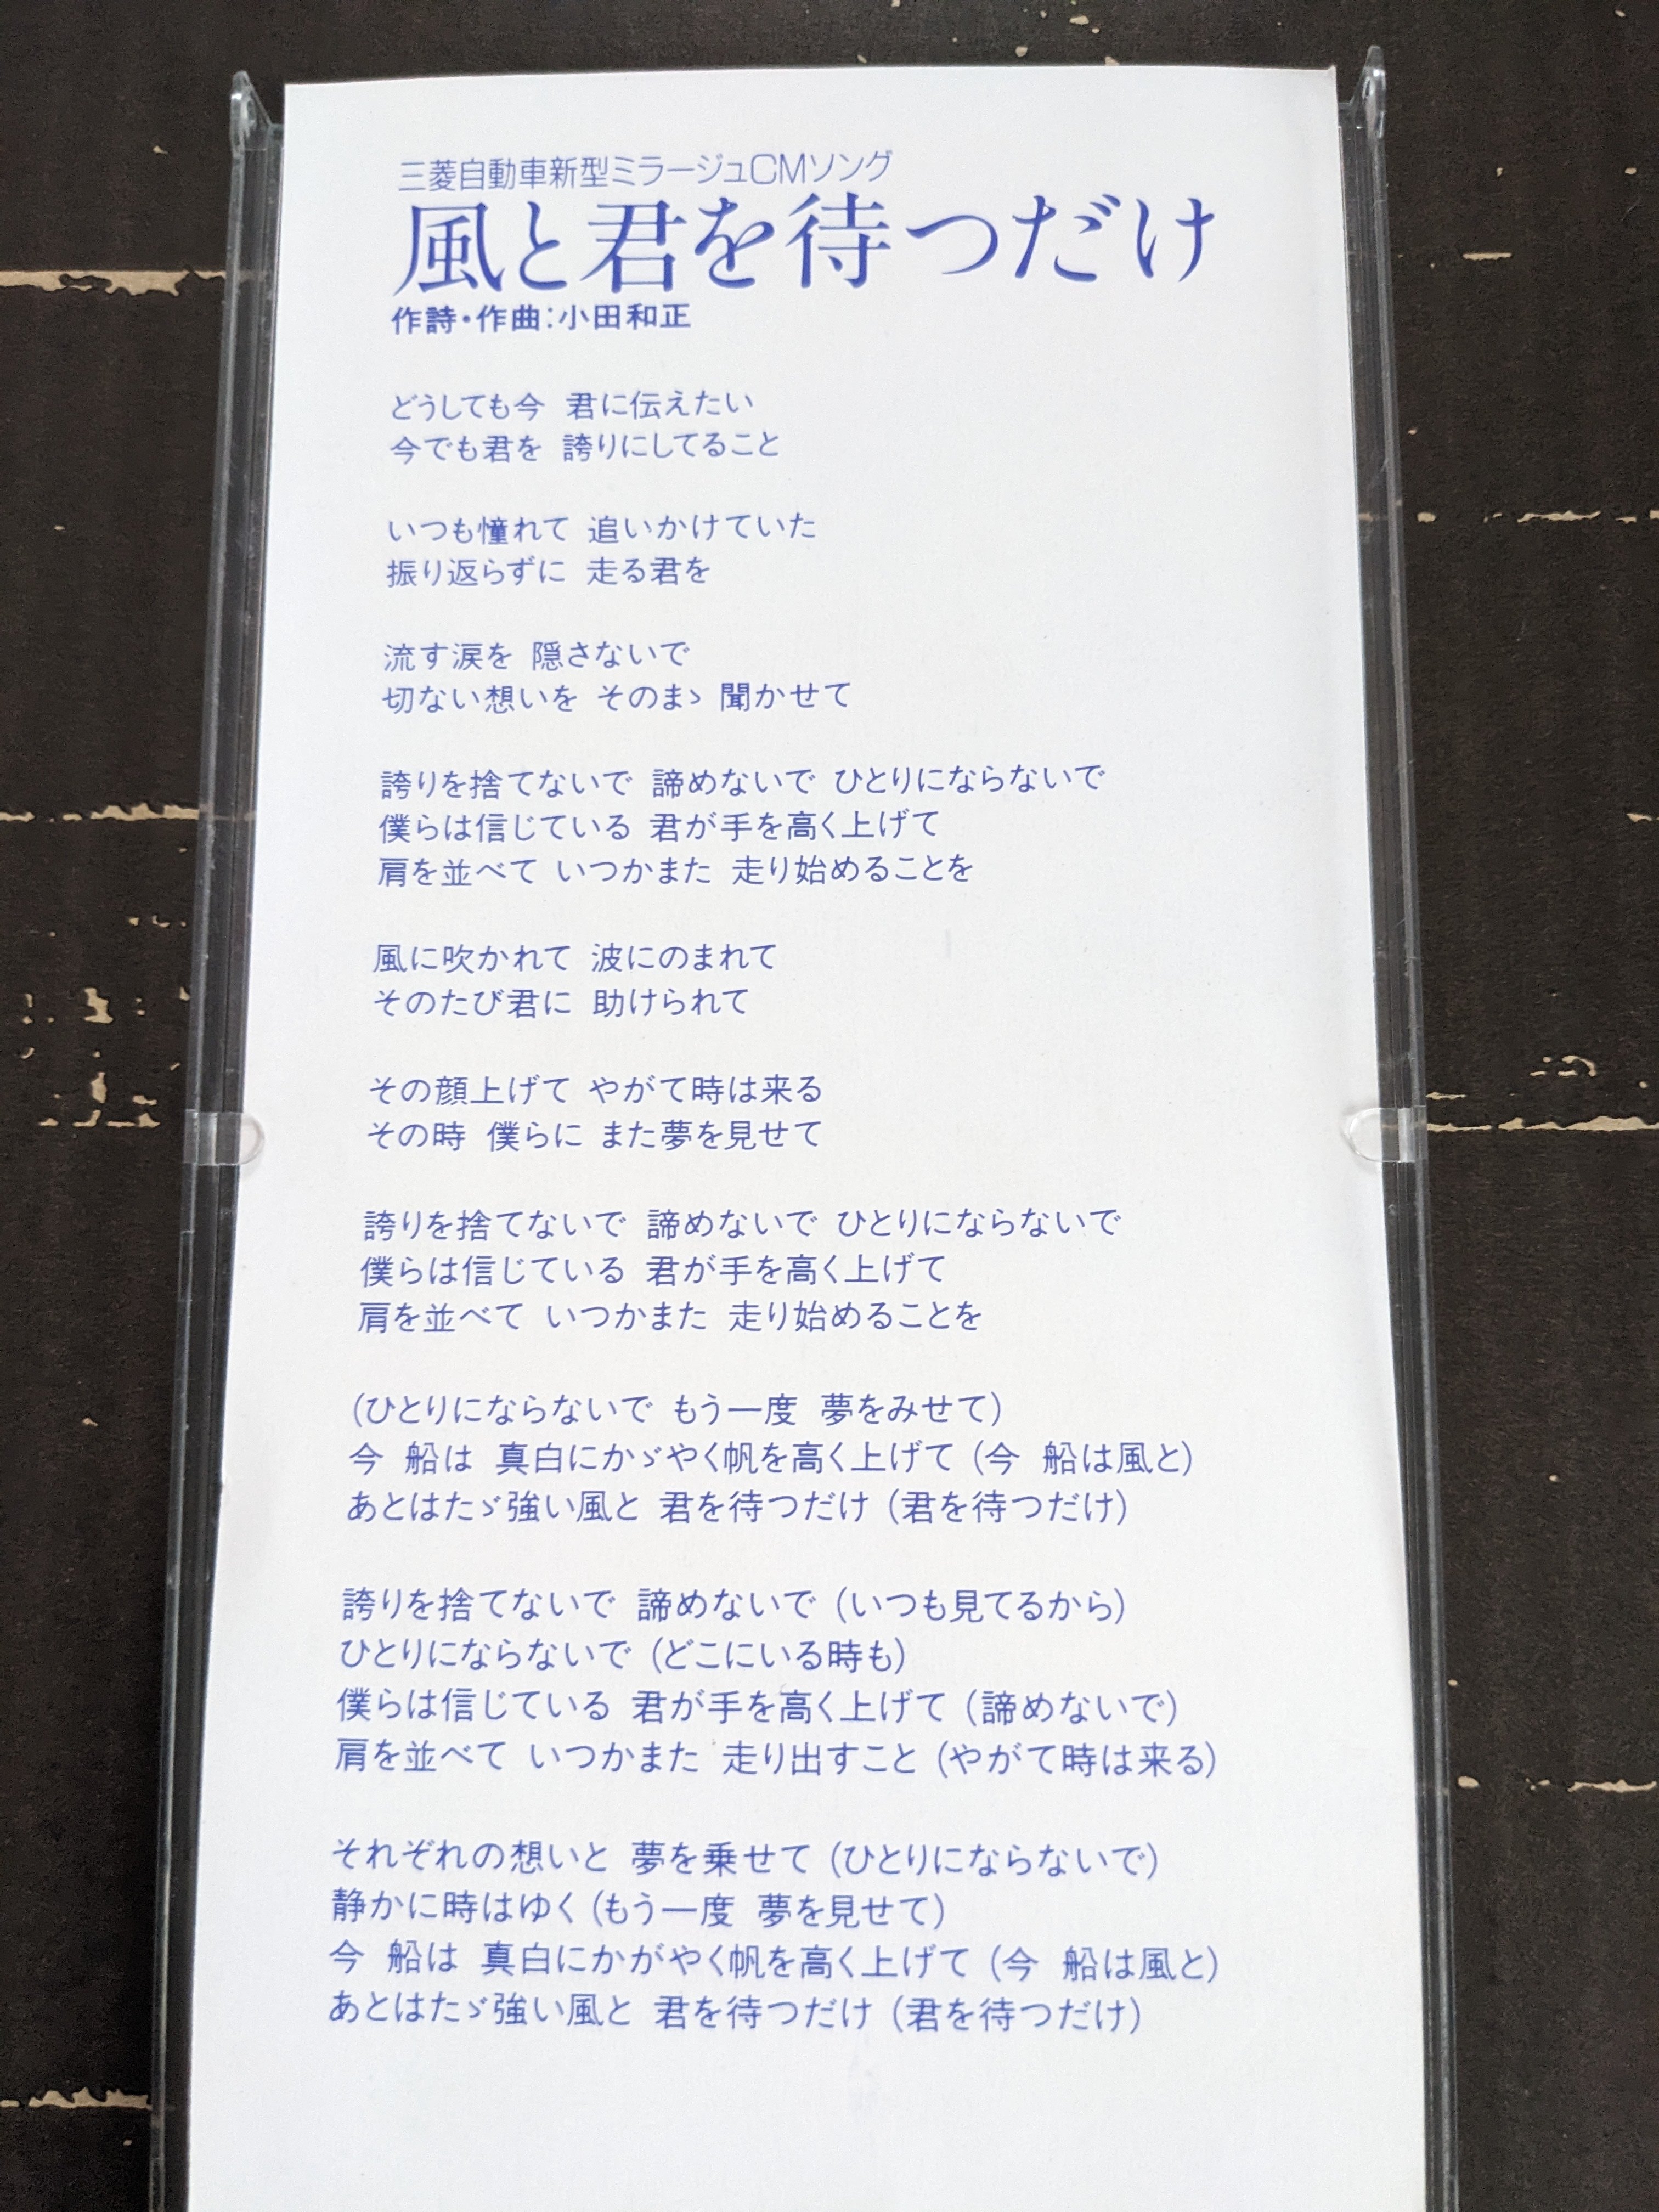 三菱自動車新型ミラージュCMソング
風と君を待つだけ
作詩・作曲:小田和正
どうしても今 君に伝えたい
今でも君を 誇りにしてること
いつも憧れて 追いかけていた
振り返らずに 走る君を
流す涙を 隠さないで
切ない想いを そのまゝ 聞かせて
誇りを捨てないで 諦めないで ひとりにならないで
僕らは信じている 君が手を高く上げて
肩を並べて いつかまた 走り始めることを
風に吹かれて 波にのまれて
そのたび君に 助けられて
その顔上げて やがて時は来る
その時 僕らに また夢を見せて
誇りを捨てないで 諦めないで ひとりにならないで
僕らは信じている 君が手を高く上げて
肩を並べて いつかまた 走り始めることを
(ひとりにならないで もう一度 夢をみせて)
今 船は 真白にかゞやく帆を高く上げて (今 船は風と)
あとはたゞ強い風と 君を待つだけ (君を待つだけ)
誇りを捨てないで 諦めないで (いつも見てるから)
ひとりにならないで (どこにいる時も)
僕らは信じている 君が手を高く上げて (諦めないで)
肩を並べて いつかまた 走り出すこと (やがて時は来る)
それぞれの想いと 夢を乗せて (ひとりにならないで)
静かに時はゆく (もう一度 夢を見せて)
今 船は 真白にかがやく帆を高く上げて (今 船は風と)
あとはたゞ強い風と 君を待つだけ (君を待つだけ)